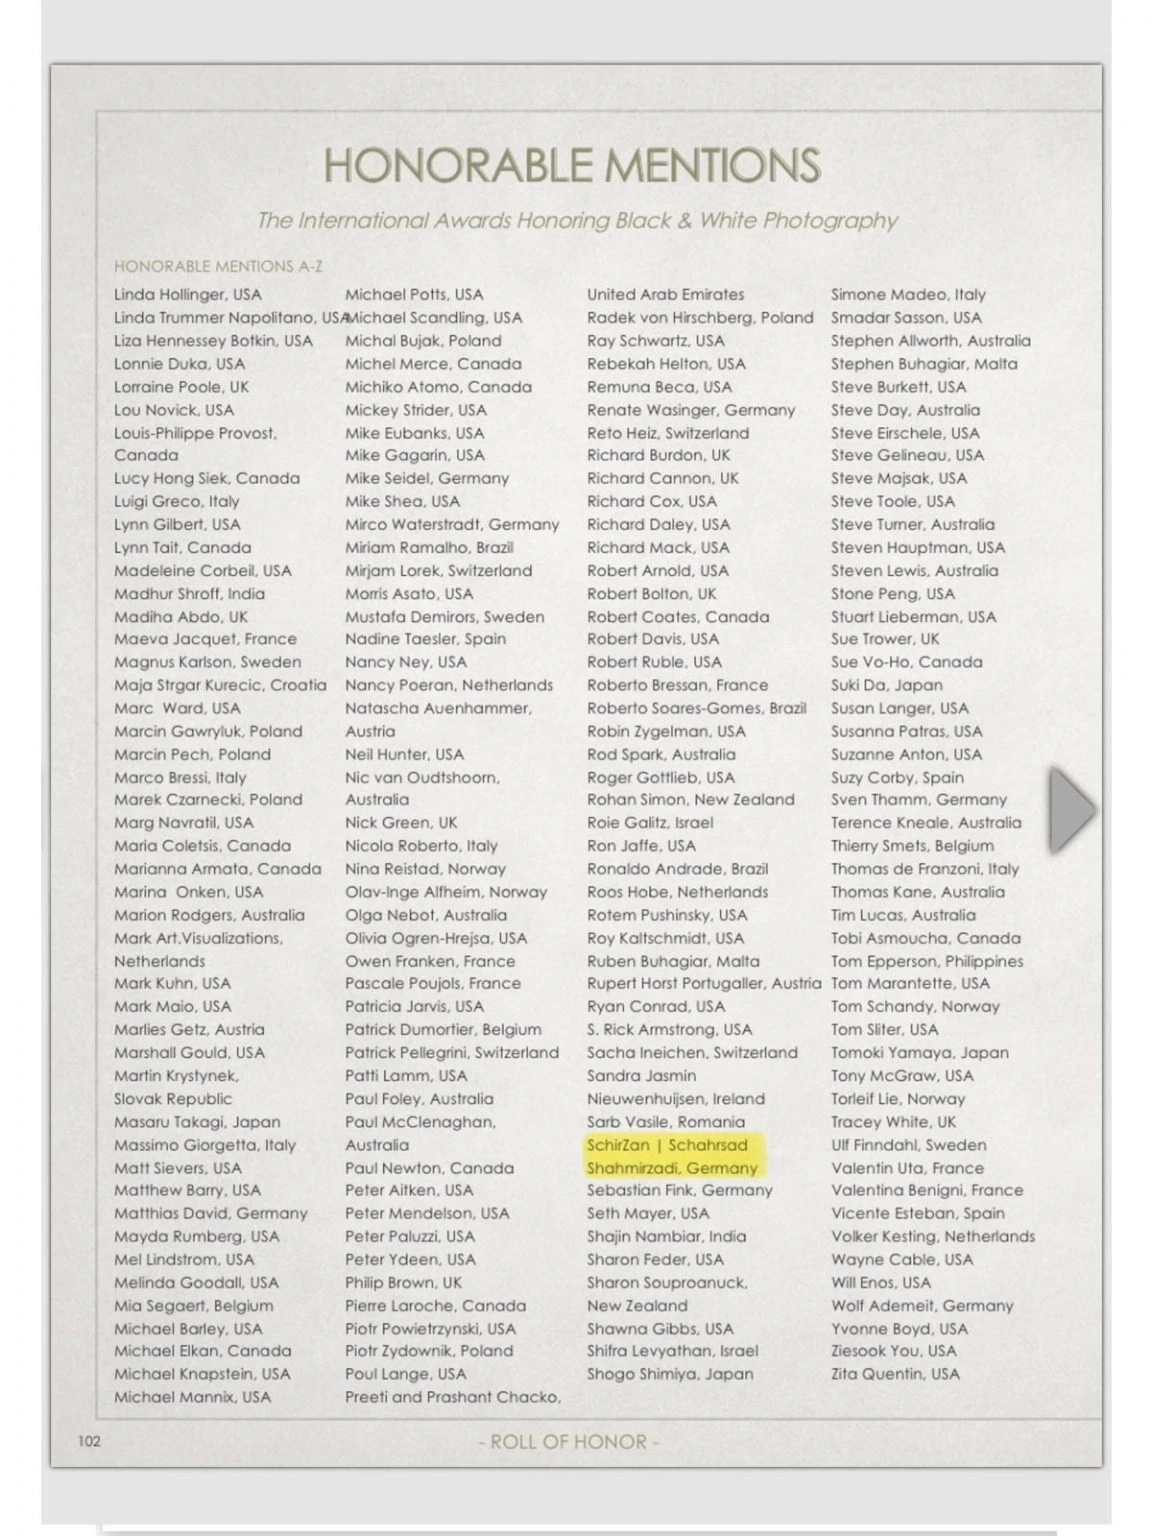 HONORABLE MENTIONS
The International Awards Honoring Black & White Photography
HONORABLE MENTIONS A-Z
Linda Hollinger, USA
Linda Trummer Napolitano, USA
Liza Hennessey Botkin, USA
Lonnie Duka, USA
Lorraine Poole, UK
Lou Novick, USA
Louis-Philippe Provost,
Canada
Lucy Hong Siek, Canada
Luigi Greco, Italy
Lynn Gilbert, USA
Lynn Tait, Canada
Madeleine Corbeil, USA
Madhur Shroff, India
Madiha Abdo, UK
Maeva Jacquet, France
Magnus Karlson, Sweden
Maja Strgar Kurecic, Croatia
Marc  Ward, USA
Marcin Gawryluk, Poland
Marcin Pech, Poland
Marco Bressi, Italy
Marek Czarnecki, Poland
Marg Navratil, USA
Maria Coletsis, Canada
Marianna Armata, Canada
Marina  Onken, USA
Marion Rodgers, Australia
Mark Art.Visualizations,
Netherlands
Mark Kuhn, USA
Mark Maio, USA
Marlies Getz, Austria
Marshall Gould, USA
Martin Krystynek,
Slovak Republic
Masaru Takagi, Japan
Massimo Giorgetta, Italy
Matt Sievers, USA
Matthew Barry, USA
Matthias David, Germany
Mayda Rumberg, USA
Mel Lindstrom, USA
Melinda Goodall, USA
Mia Segaert, Belgium
Michael Barley, USA
Michael Elkan, Canada
Michael Knapstein, USA
Michael Mannix, USA
Michael Potts, USA
Michael Scandling, USA
Michal Bujak, Poland
Michel Merce, Canada
Michiko Atomo, Canada
Mickey Strider, USA
Mike Eubanks, USA
Mike Gagarin, USA
Mike Seidel, Germany
Mike Shea, USA
Mirco Waterstradt, Germany
Miriam Ramalho, Brazil
Mirjam Lorek, Switzerland
Morris Asato, USA
Mustafa Demirors, Sweden
Nadine Taesler, Spain
Nancy Ney, USA
Nancy Poeran, Netherlands
Natascha Auenhammer,
Austria
Neil Hunter, USA
Nic van Oudtshoorn,
Australia
Nick Green, UK
Nicola Roberto, Italy
Nina Reistad, Norway
Olav-Inge Alfheim, Norway
Olga Nebot, Australia
Olivia Ogren-Hrejsa, USA
Owen Franken, France
Pascale Poujols, France
Patricia Jarvis, USA
Patrick Dumortier, Belgium
Patrick Pellegrini, Switzerland
Patti Lamm, USA
Paul Foley, Australia
Paul McClenaghan,
Australia
Paul Newton, Canada
Peter Aitken, USA
Peter Mendelson, USA
Peter Paluzzi, USA
Peter Ydeen, USA
Philip Brown, UK
Pierre Laroche, Canada
Piotr Powietrzynski, USA
Piotr Zydownik, Poland
Poul Lange, USA
Preeti and Prashant Chacko,
United Arab Emirates
Radek von Hirschberg, Poland
Ray Schwartz, USA
Rebekah Helton, USA
Remuna Beca, USA
Renate Wasinger, Germany
Reto Heiz, Switzerland
Richard Burdon, UK
Richard Cannon, UK
Richard Cox, USA
Richard Daley, USA
Richard Mack, USA
Robert Arnold, USA
Robert Bolton, UK
Robert Coates, Canada
Robert Davis, USA
Robert Ruble, USA
Roberto Bressan, France
Roberto Soares-Gomes, Brazil
Robin Zygelman, USA
Rod Spark, Australia
Roger Gottlieb, USA
Rohan Simon, New Zealand
Roie Galitz, Israel
Ron Jaffe, USA
Ronaldo Andrade, Brazil
Roos Hobe, Netherlands
Rotem Pushinsky, USA
Roy Kaltschmidt, USA
Ruben Buhagiar, Malta
Rupert Horst Portugaller, Austria
Ryan Conrad, USA
S. Rick Armstrong, USA
Sacha Ineichen, Switzerland
Sandra Jasmin
Nieuwenhuijsen, Ireland
Sarb Vasile, Romania
SchirZan | Schahrsad
Shahmirzadi, Germany
Sebastian Fink, Germany
Seth Mayer, USA
Shajin Nambiar, India
Sharon Feder, USA
Sharon Souproanuck,
New Zealand
Shawna Gibbs, USA
Shifra Levyathan, Israel
Shogo Shimiya, Japan
Simone Madeo, Italy
Smadar Sasson, USA
Stephen Allworth, Australia
Stephen Buhagiar, Malta
Steve Burkett, USA
Steve Day, Australia
Steve Eirschele, USA
Steve Gelineau, USA
Steve Majsak, USA
Steve Toole, USA
Steve Turner, Australia
Steven Hauptman, USA
Steven Lewis, Australia
Stone Peng, USA
Stuart Lieberman, USA
Sue Trower, UK
Sue Vo-Ho, Canada
Suki Da, Japan
Susan Langer, USA
Susanna Patras, USA
Suzanne Anton, USA
Suzy Corby, Spain
Sven Thamm, Germany
Terence Kneale, Australia
Thierry Smets, Belgium
Thomas de Franzoni, Italy
Thomas Kane, Australia
Tim Lucas, Australia
Tobi Asmoucha, Canada
Tom Epperson, Philippines
Tom Marantette, USA
Tom Schandy, Norway
Tom Sliter, USA
Tomoki Yamaya, Japan
Tony McGraw, USA
Torleif Lie, Norway
Tracey White, UK
Ulf Finndahl, Sweden
Valentin Uta, France
Valentina Benigni, France
Vicente Esteban, Spain
Volker Kesting, Netherlands
Wayne Cable, USA
Will Enos, USA
Wolf Ademeit, Germany
Yvonne Boyd, USA
Ziesook You, USA
Zita Quentin, USA
102
- ROLL OF HONOR -